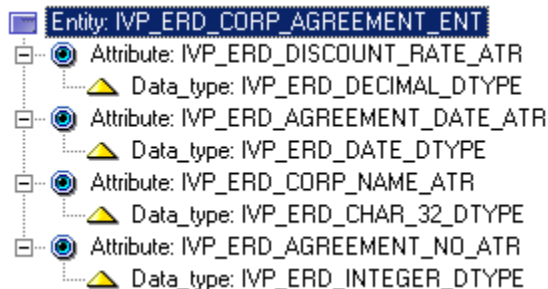 Entity: IVP_ERD_CORP_AGREEMENT_ENT
Attribute: IVP_ERD_DISCOUNT_RATE_ATR
Data_type: IVP_ERD_DECIMAL_DTYPE
Attribute: IVP_ERD_AGREEMENT_DATE_ATR
Data_type: IVP_ERD_DATE_DTYPE
Attribute: IVP_ERD_CORP_NAME_ATR
Data_type: IVP_ERD_CHAR_32_DTYPE
Attribute: IVP_ERD_AGREEMENT_NO_ATR
Data_type: IVP_ERD_INTEGER_DTYPE